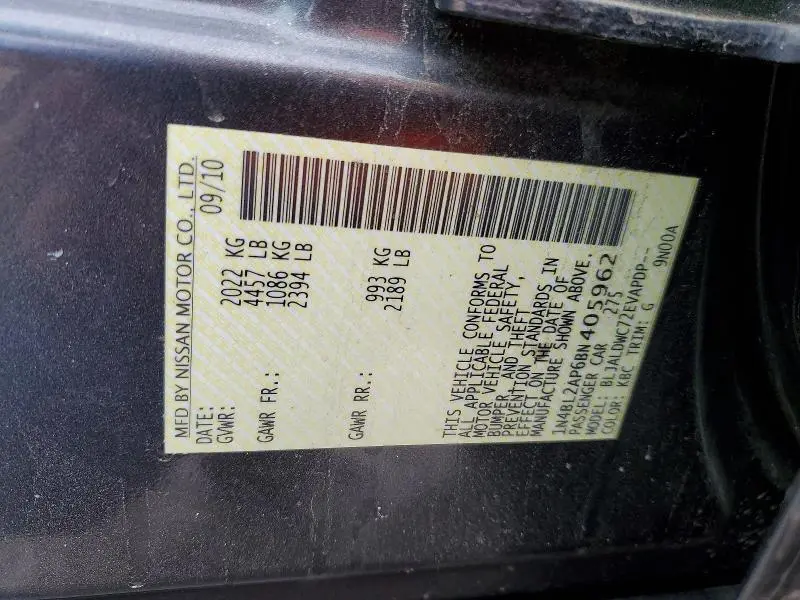 MFD BY NISSAN MOTOR CO., LTD.
DATE: 09/10
GVWR: 2022 KG
4457 LB
GAWR FR.: 1086 KG
2394 LB
GAWR RR.: 993 KG
2189 LB
THIS VEHICLE CONFORMS TO
ALL APPLICABLE FEDERAL
MOTOR VEHICLE SAFETY,
BUMPER, AND THEFT
PREVENTION STANDARDS IN
EFFECT ON THE DATE OF
MANUFACTURE SHOWN ABOVE.
1N4BL2AP6BN405962
PASSENGER CAR 275
MODEL: BLJALDWC72EVAPDP---
COLOR: KBC TRIM: G 9N00A